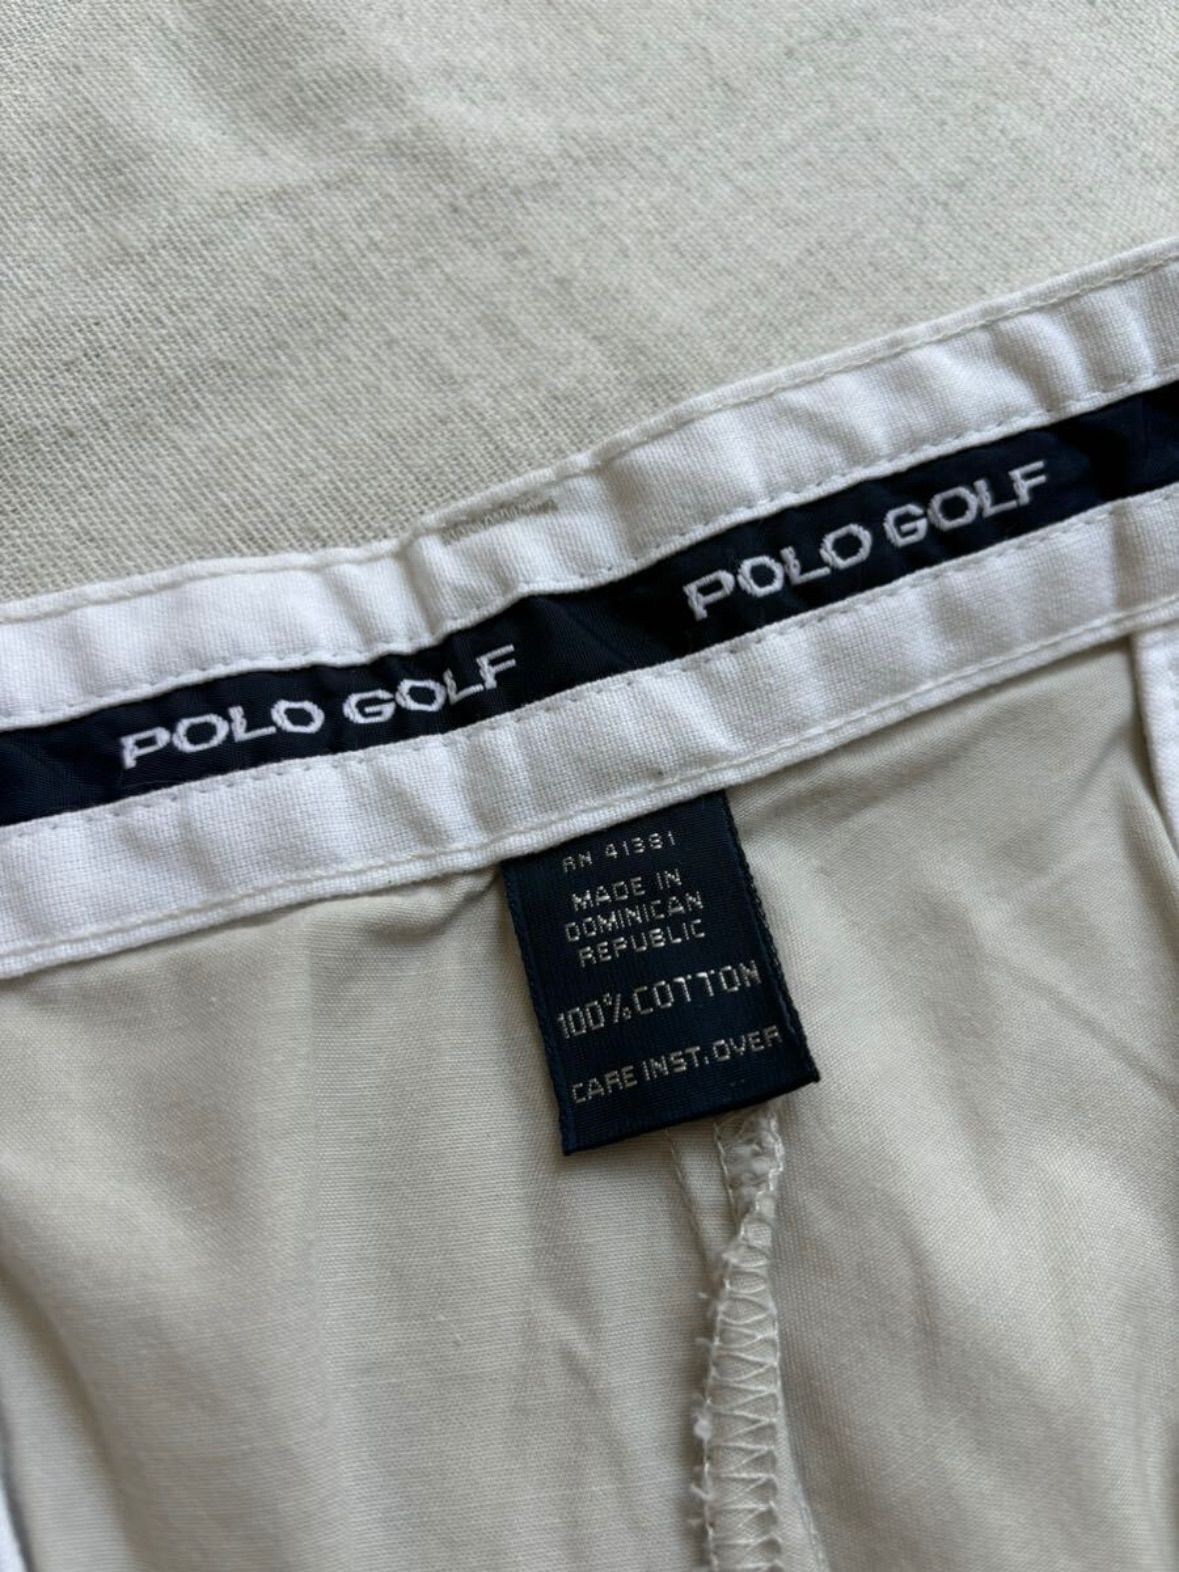 POLO GOLF
POLO GOLF
RN 41381
MADE IN
DOMINICAN
REPUBLIC
100% COTTON
CARE INST. OVER